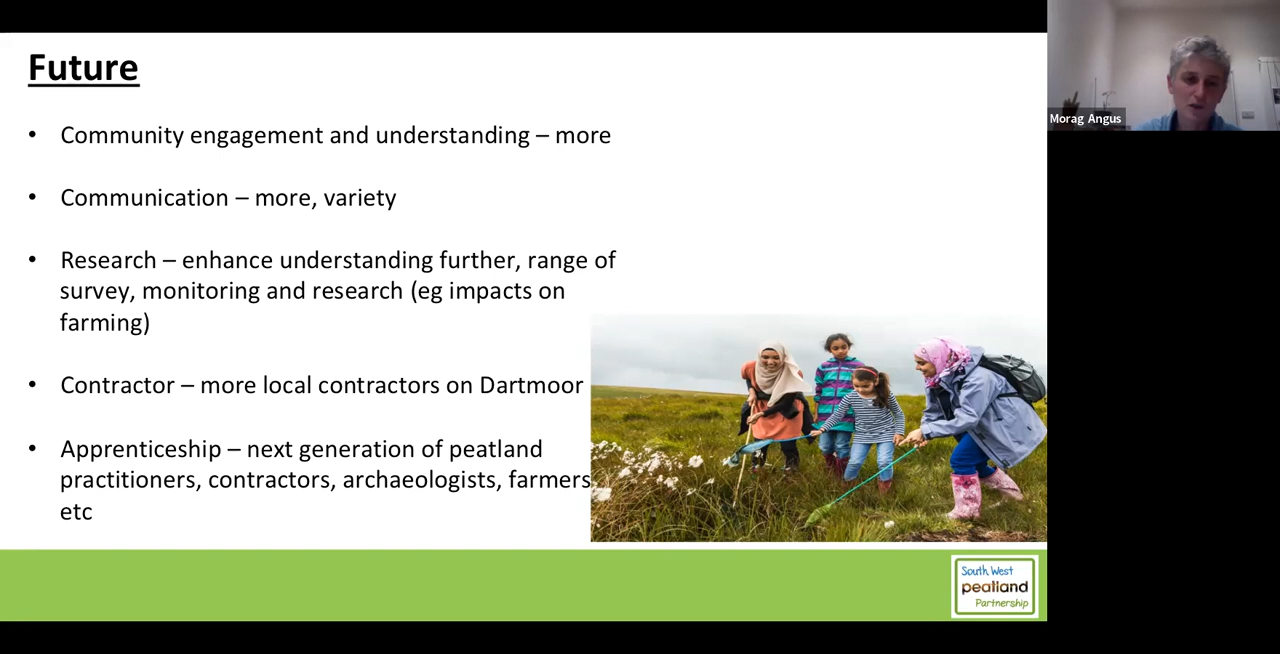 Future
• Community engagement and understanding – more
• Communication – more, variety
• Research – enhance understanding further, range of
survey, monitoring and research (eg impacts on
farming)
• Contractor – more local contractors on Dartmoor
• Apprenticeship – next generation of peatland
practitioners, contractors, archaeologists, farmers
etc
Morag Angus
South West
peatland
Partnership